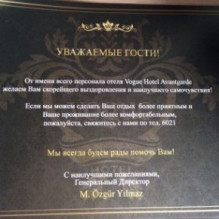 УВАЖАЕМЫЕ ГОСТИ!
От имени всего персонала отеля Vogue Hotel Avantgarde
желаем Вам скорейшего выздоровления и наилучшего самочувствия!
Если мы можем сделать Ваш отдых более приятным и
Ваше проживание более комфортабельным,
пожалуйста, свяжитесь с нами по тел. 6021
Мы всегда будем рады помочь Вам!
С наилучшими пожеланиями,
Генеральный Директор
M. Özgür Yılmaz